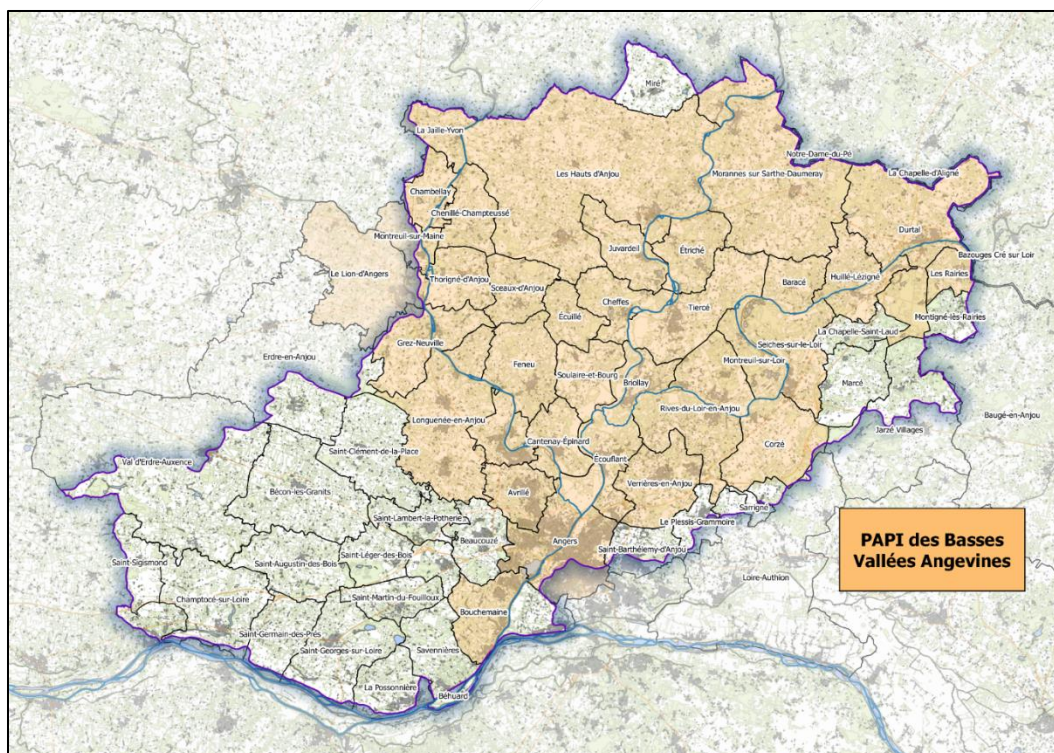 Miré
La Jaille-Yvon
Notre-Dame-du-Pé
Les Hauts d'Anjou
Morannes sur Sarthe-Daumeray
La Chapelle-d'Aligné
Chambellay
Chenillé-Champteussé
Durtal
Montreuil-sur-Maine
Juvardeil
Étriché
Bazouges Cré sur Loir
Le Lion-d'Angers
Thorigné-d'Anjou
Sceaux-d'Anjou
Baracé
Huillé-Lézigné
Les Rairies
Cheffes
Tiercé
Écuillé
Montigné-lès-Rairies
La Chapelle-Saint-Laud
Grez-Neuville
Seiches-sur-le-Loir
Erdre-en-Anjou
Feneu
Montreuil-sur-Loir
Soulaire-et-Bourg
Marcé
Briollay
Rives-du-Loir-en-Anjou
Baugé-en-Anjou
Longuenée-en-Anjou
Jarzé Villages
Cantenay-Épinard
Corzé
Saint-Clément-de-la-Place
Écouflant
Val d'Erdre-Auxence
Verrières-en-Anjou
Bécon-les-Granits
Avrillé
Sarrigné
Saint-Lambert-la-Potherie
Le Plessis-Grammoire
Beaucouzé
Angers
PAPI des Basses
Vallées Angevines
Saint-Barthélemy-d'Anjou
Saint-Léger-des-Bois
Saint-Sigismond
Saint-Augustin-des-Bois
Loire-Authion
Saint-Martin-du-Fouilloux
Champtocé-sur-Loire
Bouchemaine
Saint-Germain-des-Prés
Saint-Georges-sur-Loire
Savennières
La Possonnière
Béhuard